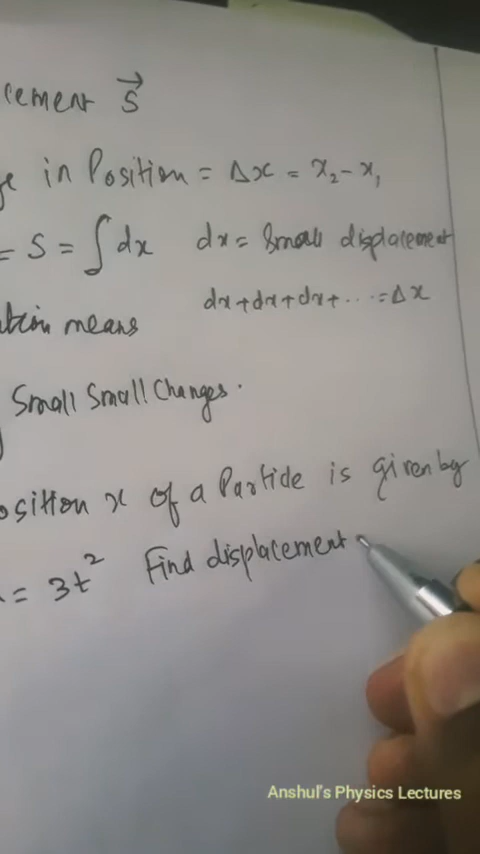 cement s⃗
in Position = Δx = x₂ - x₁
= S = ∫dx dx = Small displacement
dx+dx+dx+...=Δx
means
Small Small Changes.
osition x of a Particle is given by
= 3t² Find displacement
Anshul's Physics Lectures